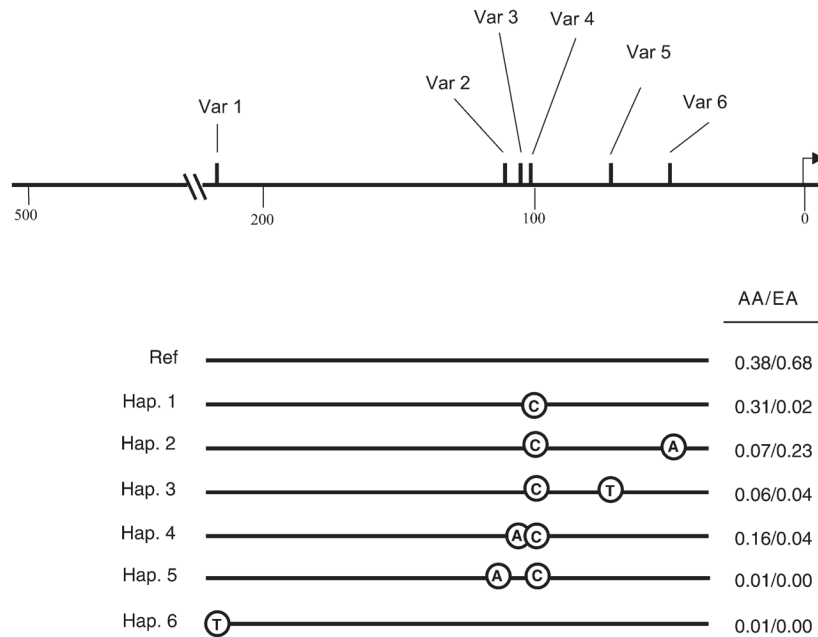 Var 3
Var 4
Var 5
Var 2
Var 6
Var 1
500
200
100
0
AA/EA
Ref 0.38/0.68
Hap. 1 C 0.31/0.02
Hap. 2 C A 0.07/0.23
Hap. 3 C T 0.06/0.04
Hap. 4 A C 0.16/0.04
Hap. 5 A C 0.01/0.00
Hap. 6 T 0.01/0.00